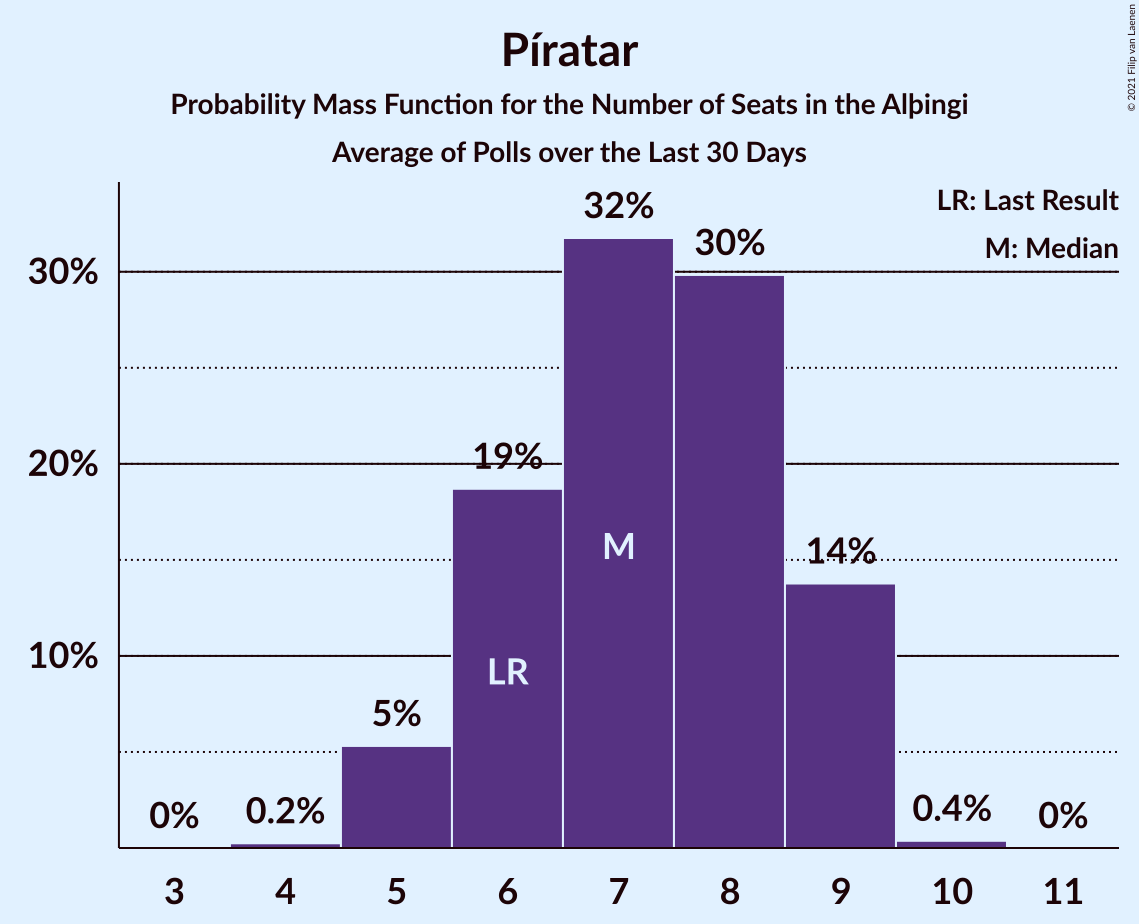 Píratar
Probability Mass Function for the Number of Seats in the Alþingi
Average of Polls over the Last 30 Days
© 2021 Filip van Laenen
LR: Last Result
M: Median
32%
30%
30%
19%
20%
M
14%
10%
LR
5%
0%
0.2%
0.4%
0%
3 4 5 6 7 8 9 10 11